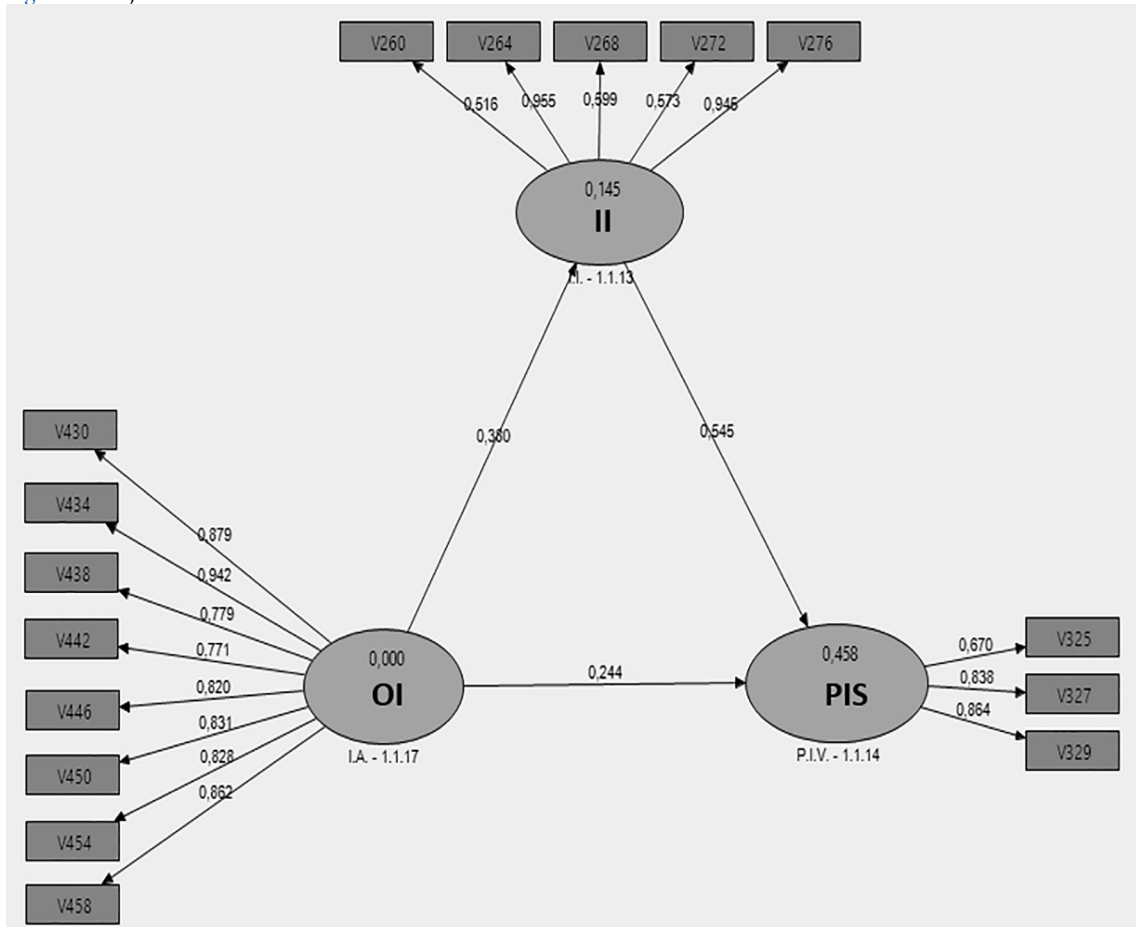 V260 V264 V268 V272 V276
0,516 0,955 0,599 0,573 0,945
0,145
II
I.I. - 1.1.13
0,380
0,545
V430
V434
V438
V442
V446
V450
V454
V458
0,879
0,942
0,779
0,771
0,820
0,831
0,828
0,862
0,000
OI
I.A. - 1.1.17
0,244
0,458
PIS
P.I.V. - 1.1.14
0,670
0,838
0,864
V325
V327
V329